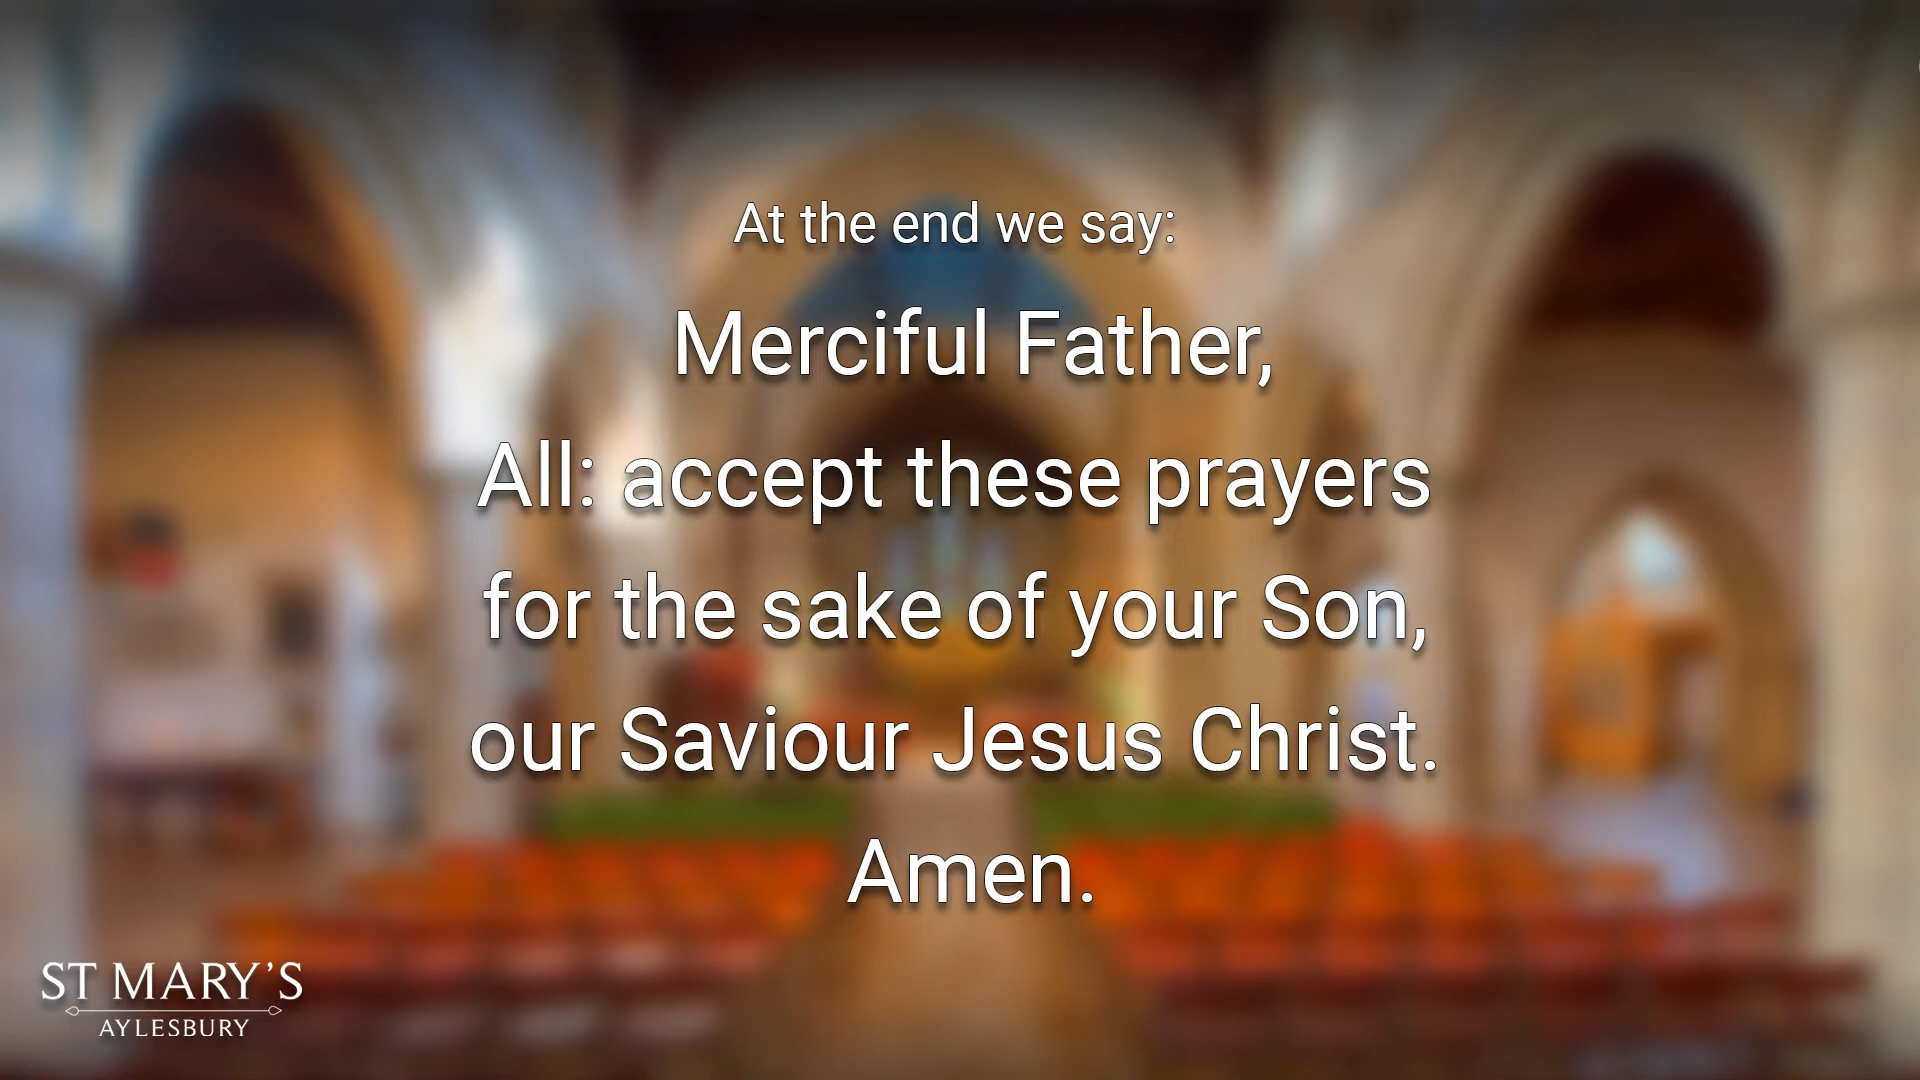 At the end we say:
Merciful Father,
All: accept these prayers
for the sake of your Son,
our Saviour Jesus Christ.
Amen.
ST MARY'S
AYLESBURY